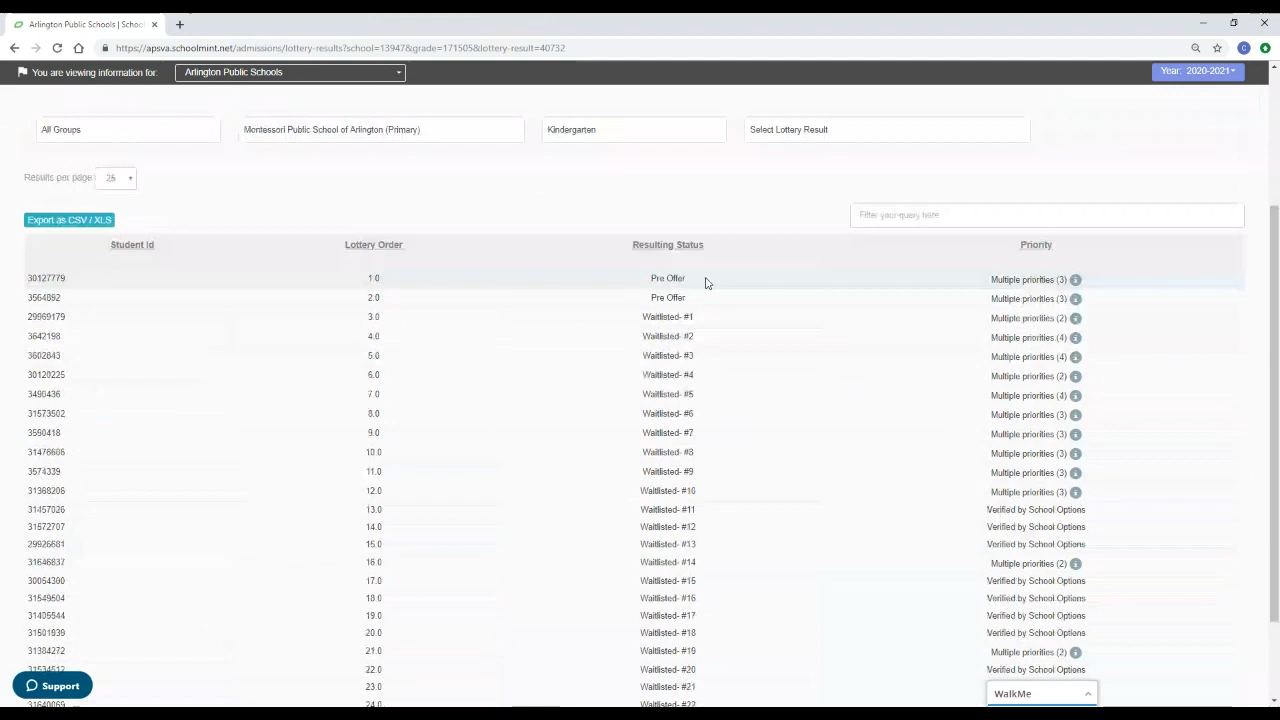 Arlington Public Schools | School
https://apsva.schoolmint.net/admissions/lottery-results?school=13947&grade=171505&lottery-result=40732
You are viewing information for: Arlington Public Schools Year: 2020-2021
All Groups Montessori Public School of Arlington (Primary) Kindergarten Select Lottery Result
Results per page 25
Export as CSV / XLS Filter your query here
Student Id Lottery Order Resulting Status Priority
30127779 1.0 Pre Offer Multiple priorities (3)
3564892 2.0 Pre Offer Multiple priorities (3)
29969179 3.0 Waitlisted- #1 Multiple priorities (2)
3642198 4.0 Waitlisted- #2 Multiple priorities (4)
3602843 5.0 Waitlisted- #3 Multiple priorities (4)
30120225 6.0 Waitlisted- #4 Multiple priorities (2)
3490436 7.0 Waitlisted- #5 Multiple priorities (4)
31573502 8.0 Waitlisted- #6 Multiple priorities (3)
3590418 9.0 Waitlisted- #7 Multiple priorities (3)
31476606 10.0 Waitlisted- #8 Multiple priorities (3)
3574339 11.0 Waitlisted- #9 Multiple priorities (3)
31368206 12.0 Waitlisted- #10 Multiple priorities (3)
31457026 13.0 Waitlisted- #11 Verified by School Options
31672707 14.0 Waitlisted- #12 Verified by School Options
29926681 15.0 Waitlisted- #13 Verified by School Options
31646837 16.0 Waitlisted- #14 Multiple priorities (2)
30054300 17.0 Waitlisted- #15 Verified by School Options
31549504 18.0 Waitlisted- #16 Verified by School Options
31405544 19.0 Waitlisted- #17 Verified by School Options
31501939 20.0 Waitlisted- #18 Verified by School Options
31384272 21.0 Waitlisted- #19 Multiple priorities (2)
31534512 22.0 Waitlisted- #20 Verified by School Options
23.0 Waitlisted- #21
31640069 24.0 Waitlisted- #22
Support
WalkMe